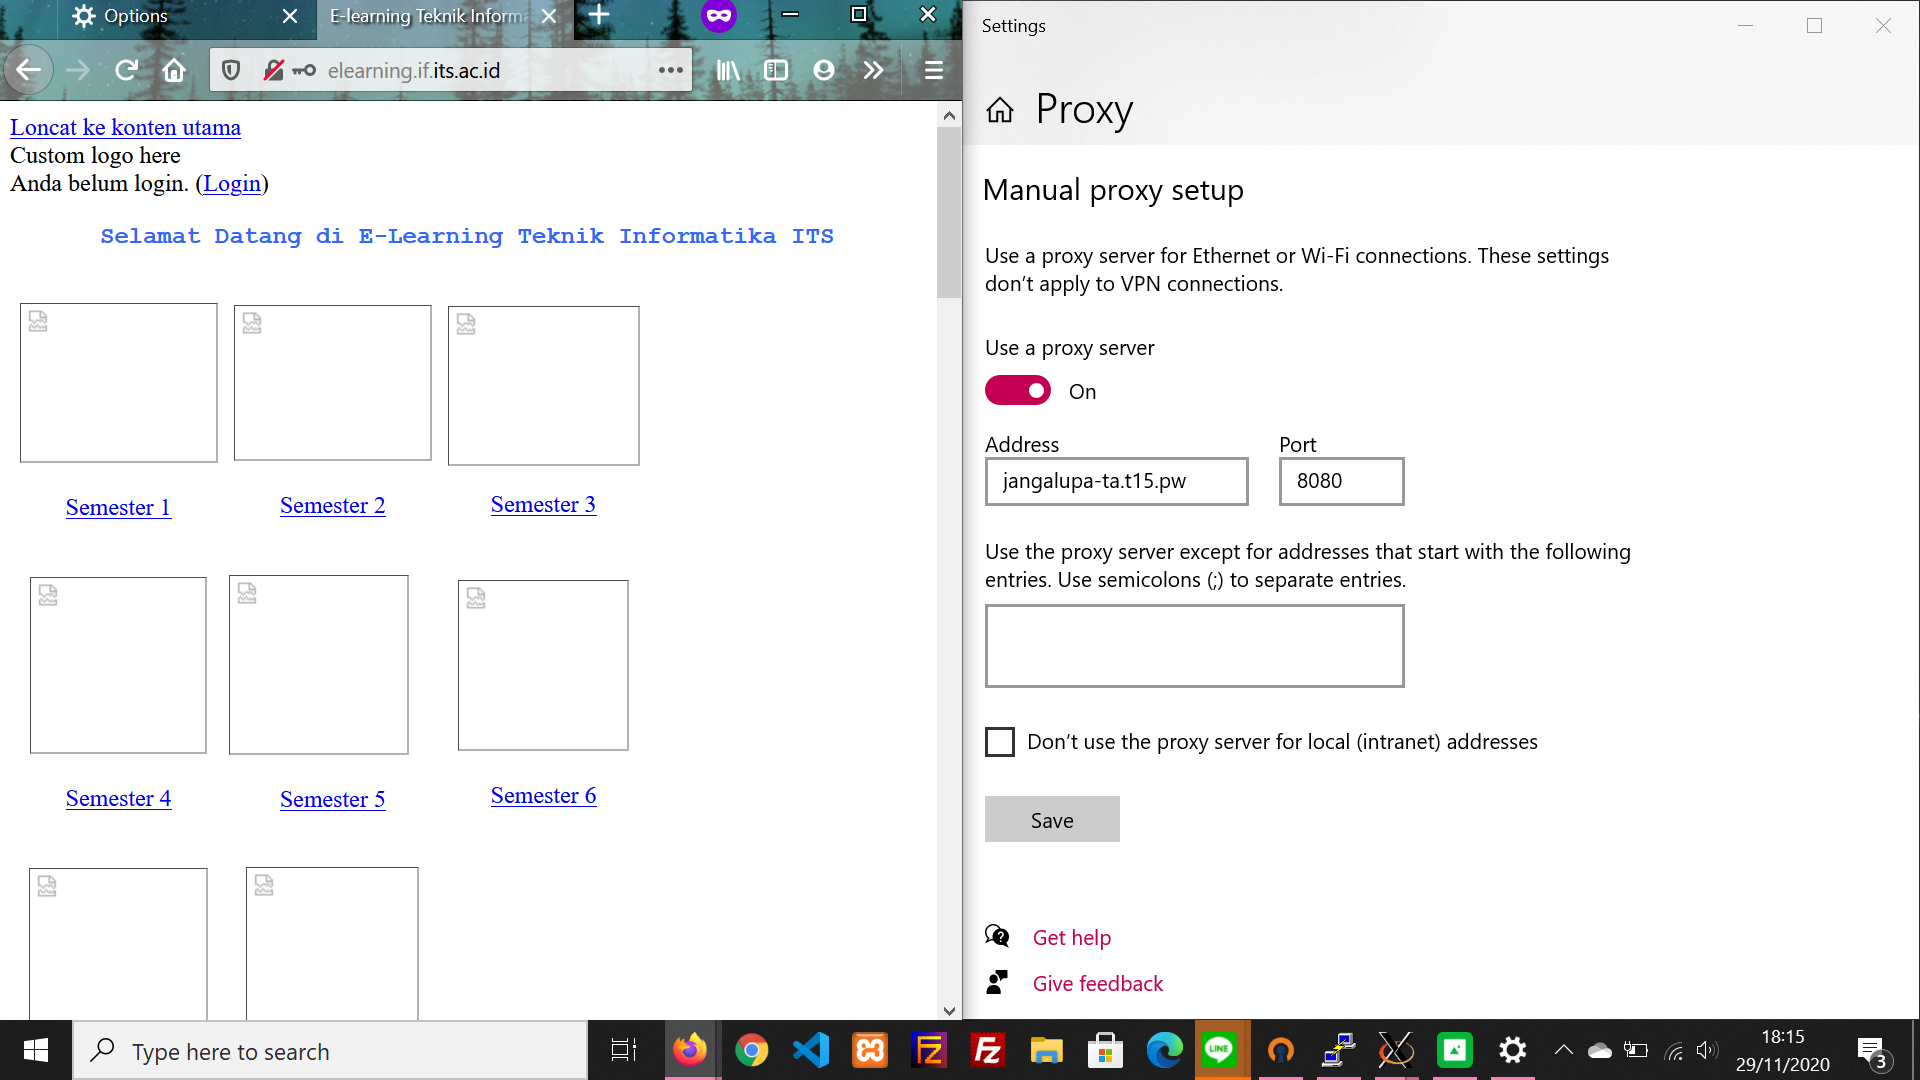 Options
E-learning Teknik Inform
elearning.if.its.ac.id
Loncat ke konten utama
Custom logo here
Anda belum login. (Login)
Selamat Datang di E-Learning Teknik Informatika ITS
Semester 1
Semester 2
Semester 3
Semester 4
Semester 5
Semester 6
Settings
Proxy
Manual proxy setup
Use a proxy server for Ethernet or Wi-Fi connections. These settings
don't apply to VPN connections.
Use a proxy server
On
Address
Port
jangalupa-ta.t15.pw
8080
Use the proxy server except for addresses that start with the following
entries. Use semicolons (;) to separate entries.
Don't use the proxy server for local (intranet) addresses
Save
Get help
Give feedback
Type here to search
LINE
18:15
29/11/2020
3